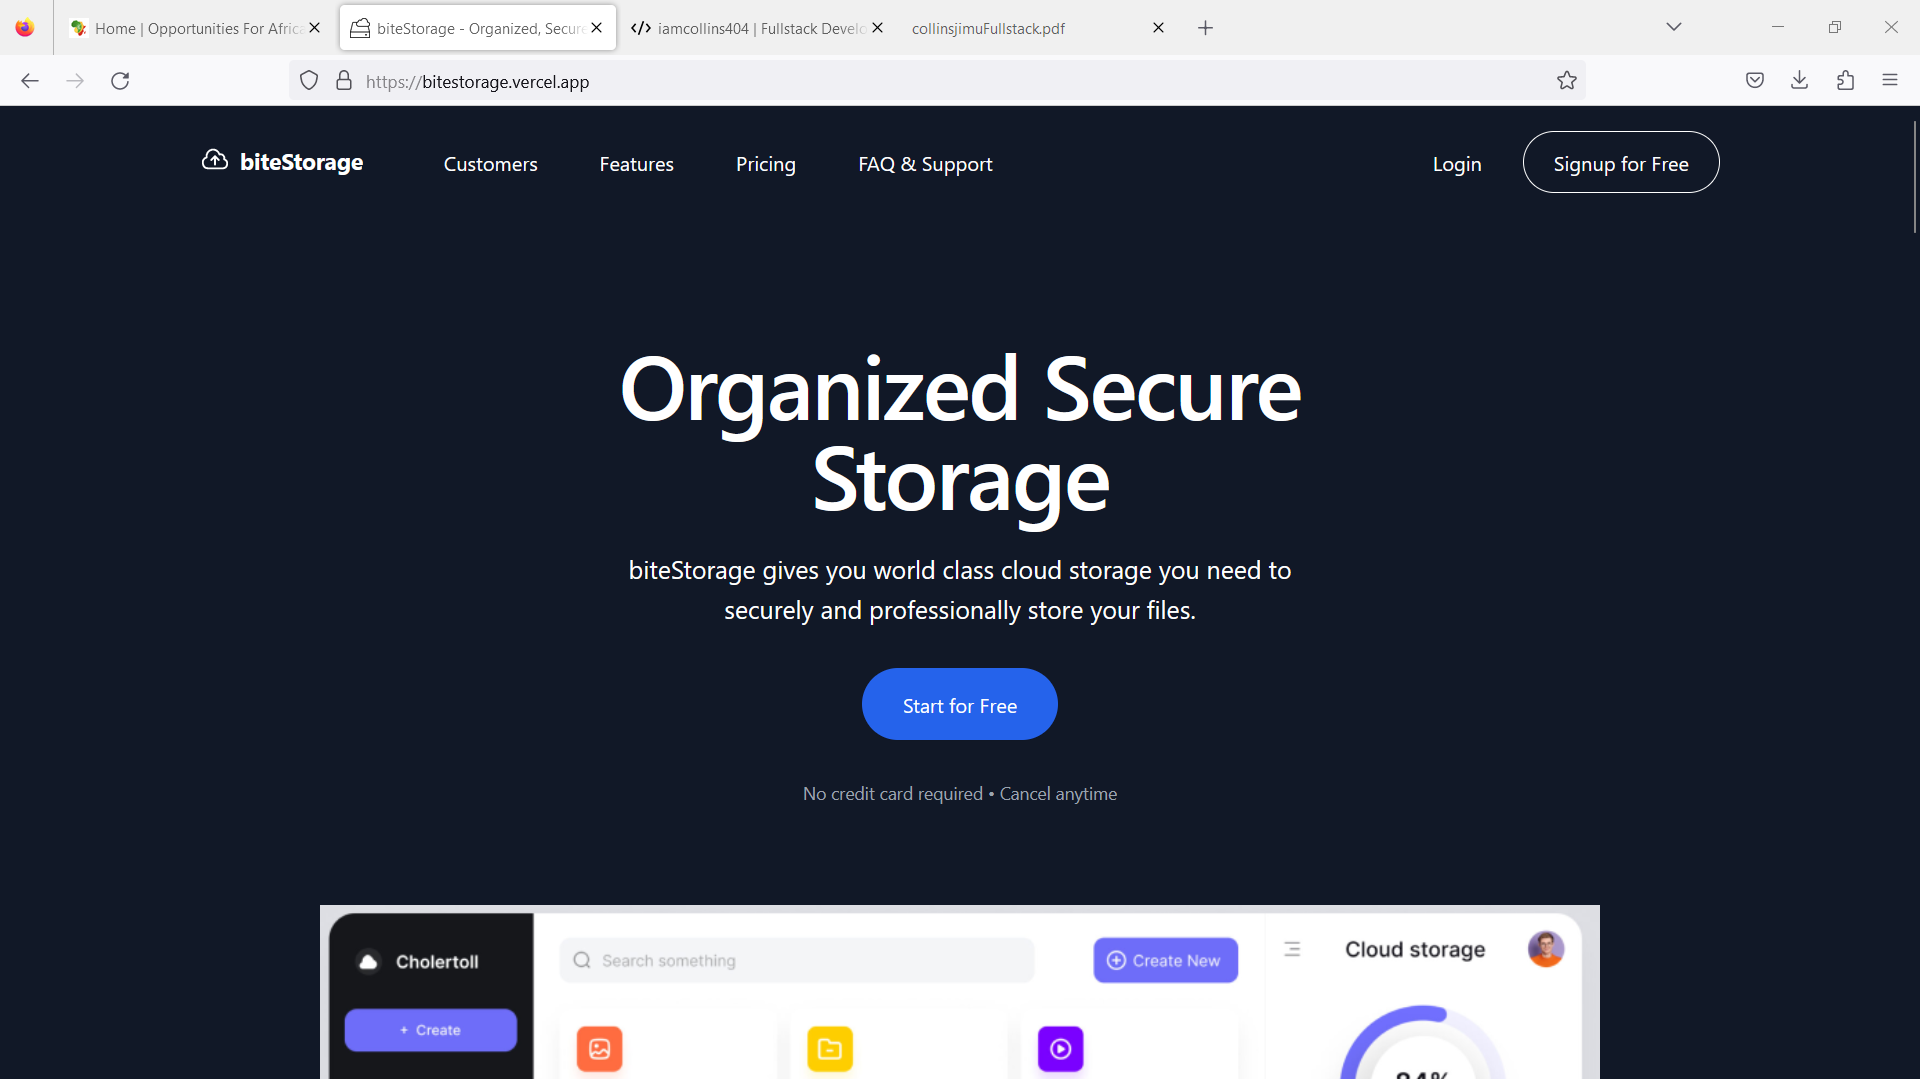 Home | Opportunities For Afric
biteStorage - Organized, Secure
iamcollins404 | Fullstack Develo
collinsjimuFullstack.pdf
https://bitestorage.vercel.app
biteStorage
Customers
Features
Pricing
FAQ & Support
Login
Signup for Free
Organized Secure
Storage
biteStorage gives you world class cloud storage you need to
securely and professionally store your files.
Start for Free
No credit card required • Cancel anytime
Cholertoll
Search something
Create New
Cloud storage
+ Create